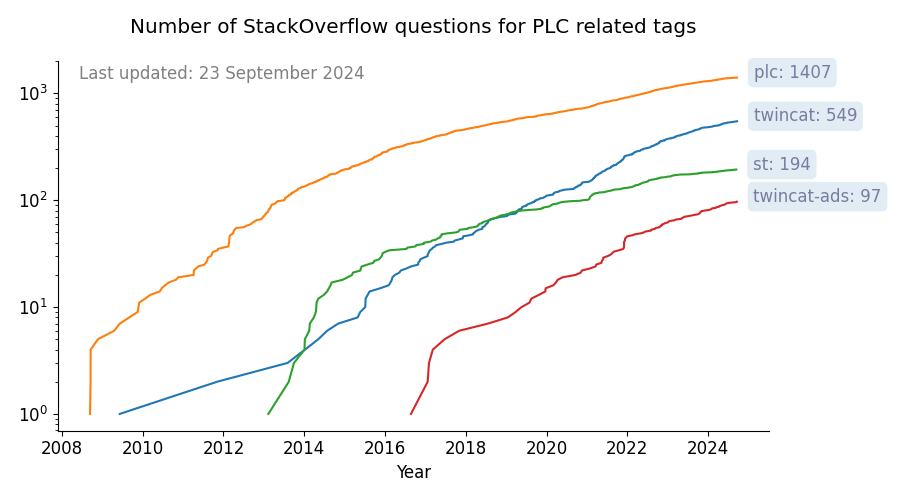 Number of StackOverflow questions for PLC related tags
Last updated: 23 September 2024
plc: 1407
10³
twincat: 549
st: 194
10²
twincat-ads: 97
10¹
10⁰
2008 2010 2012 2014 2016 2018 2020 2022 2024
Year